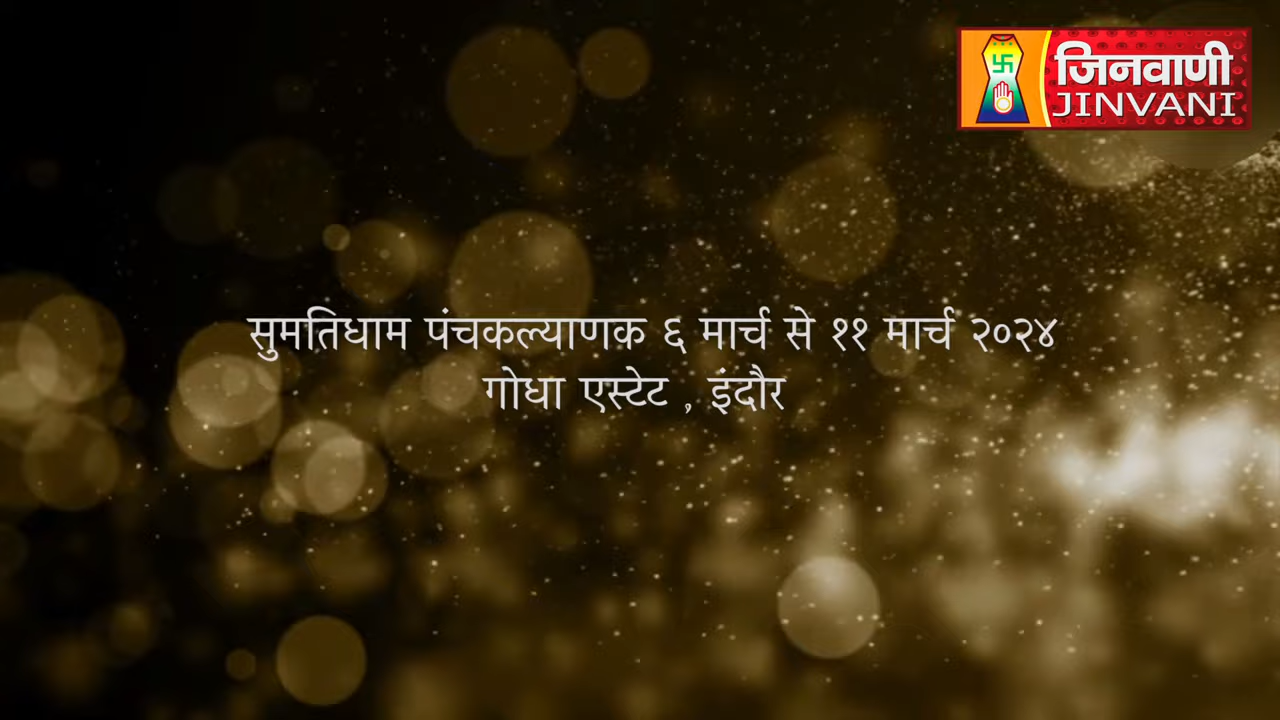 जिनवाणी
JINVANI
सुमतिधाम पंचकल्याणक ६ मार्च से ११ मार्च २०२४
गोधा एस्टेट , इंदौर